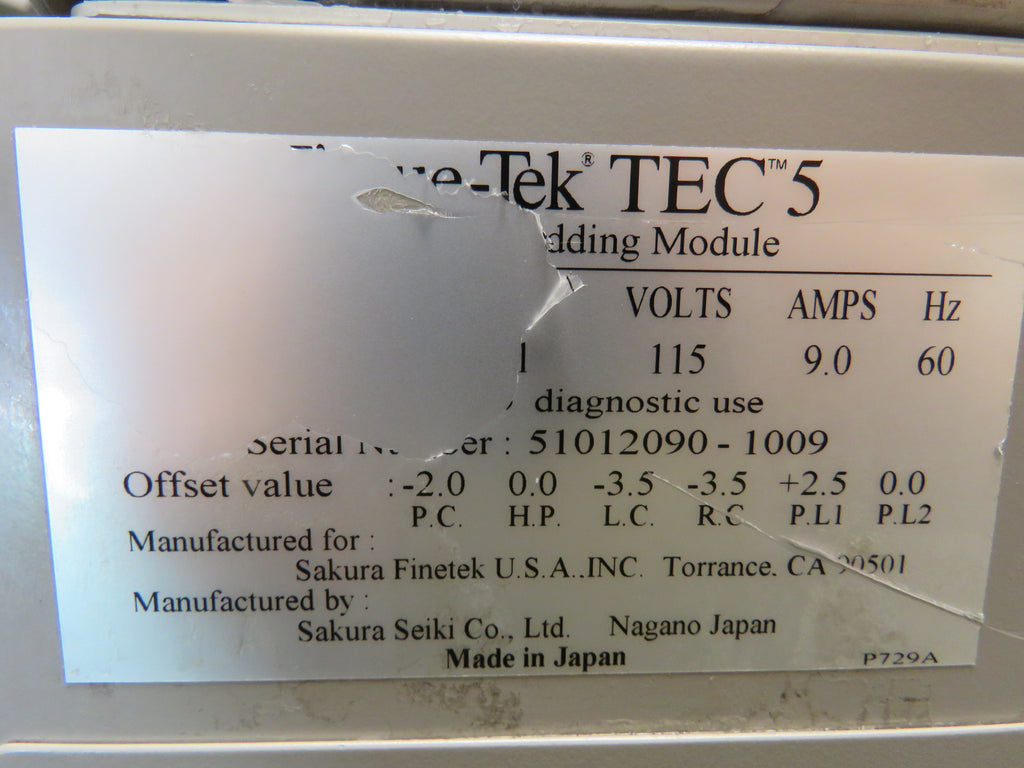 -Tek® TEC™ 5
Module
VOLTS AMPS Hz
115 9.0 60
diagnostic use
Serial : 51012090 - 1009
Offset value : -2.0 0.0 -3.5 -3.5 +2.5 0.0
P.C. H.P. L.C. R.C P.L1 P.L2
Manufactured for :
Sakura Finetek U.S.A.,INC. Torrance. CA 90501
Manufactured by :
Sakura Seiki Co., Ltd. Nagano Japan
Made in Japan
P729A